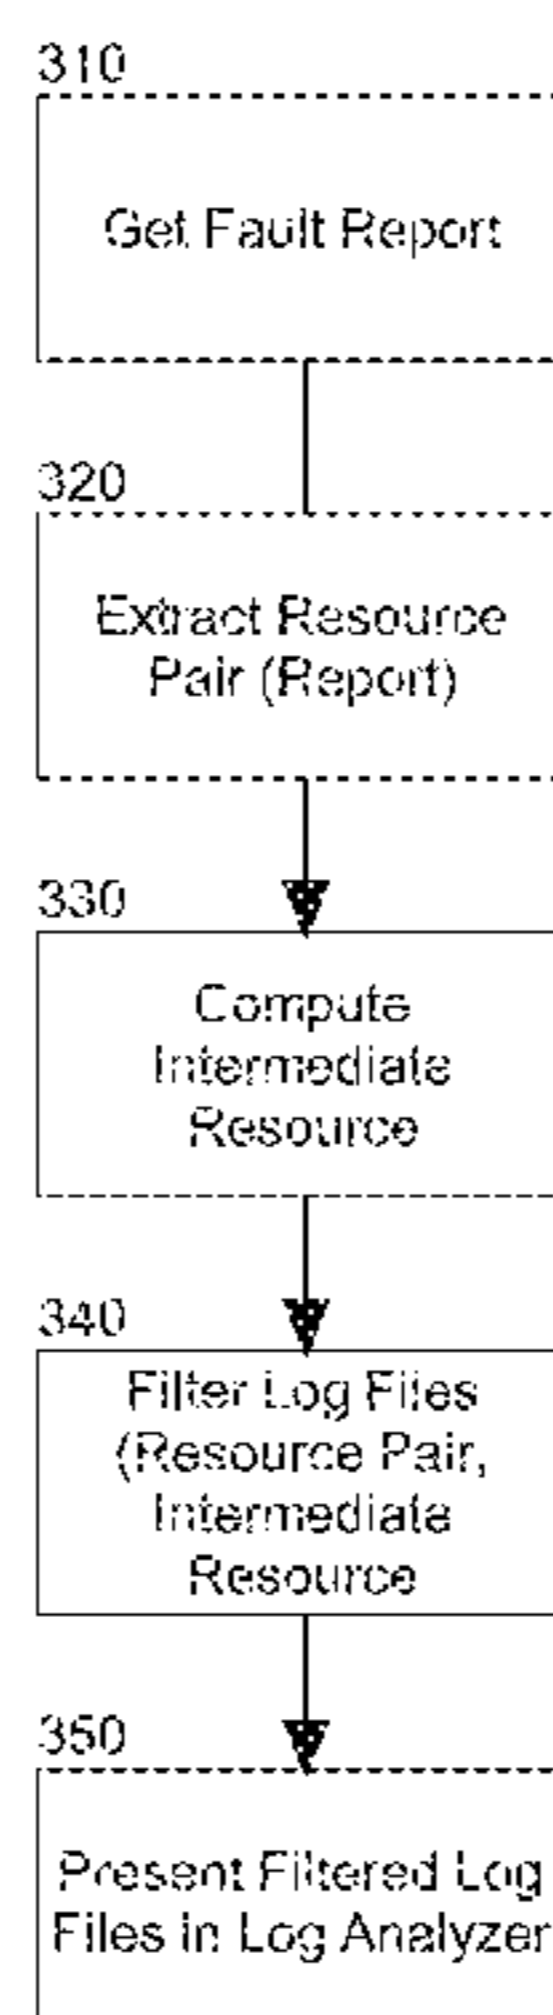 310
Get Fault Report
320
Extract Resource
Pair (Report)
330
Compute
Intermediate
Resource
340
Filter Log Files
(Resource Pair,
Intermediate
Resource
350
Present Filtered Log
Files in Log Analyzer